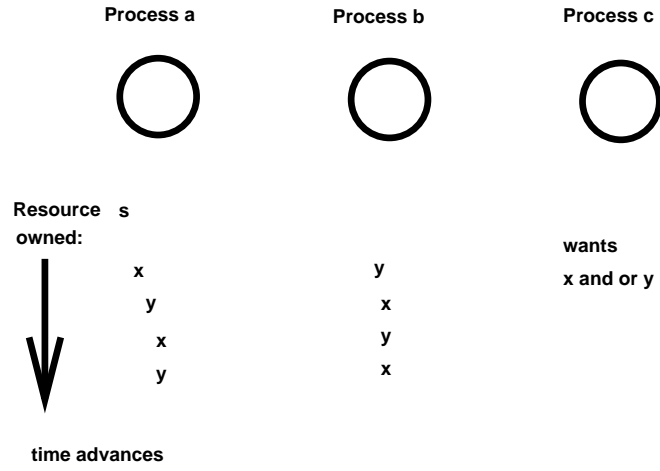 Process a
Process b
Process c
Resource s
owned:
x
y
x
y
y
x
y
x
wants
x and or y
time advances